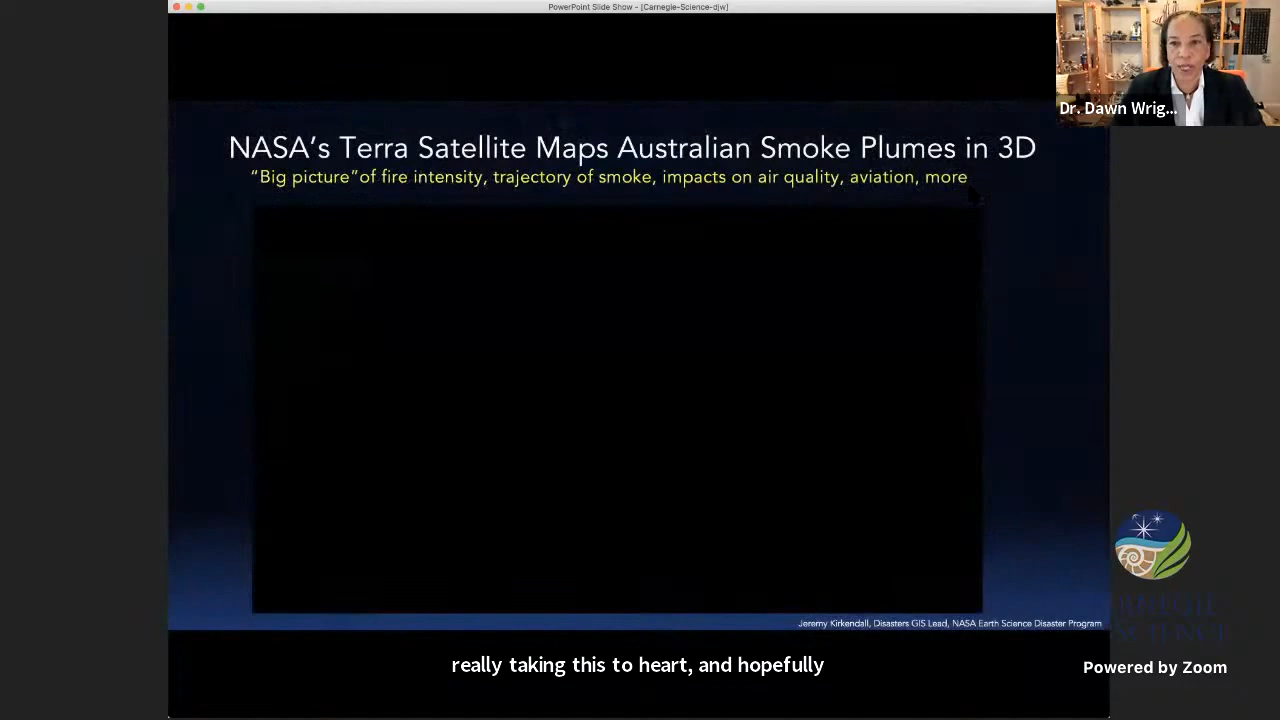 PowerPoint Slide Show - [Carnegie-Science-djw]
Dr. Dawn Wrig...
NASA's Terra Satellite Maps Australian Smoke Plumes in 3D
“Big picture”of fire intensity, trajectory of smoke, impacts on air quality, aviation, more
Jeremy Kirkendall, Disasters GIS Lead, NASA Earth Science Disaster Program
really taking this to heart, and hopefully
CARNEGIE
SCIENCE
Powered by Zoom